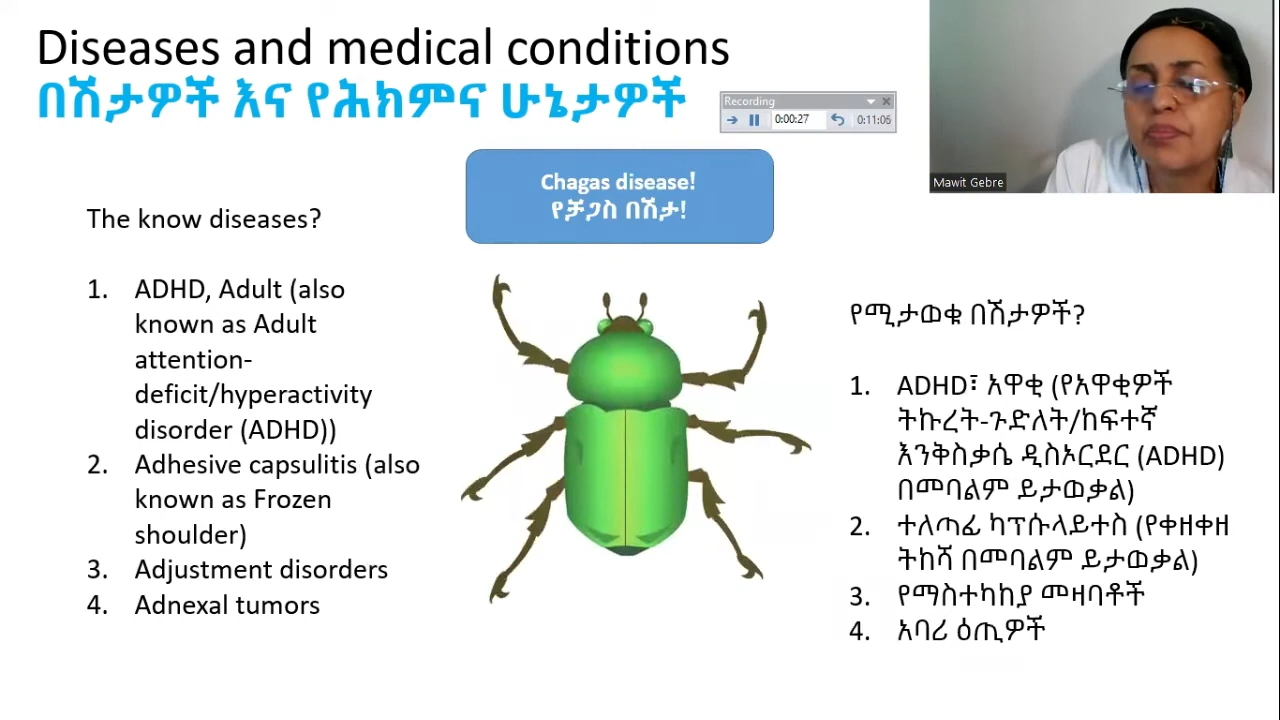 Diseases and medical conditions
በሽታዎች እና የሕክምና ሁኔታዎች
Recording
0:00:27
0:11:06
Mawit Gebre
Chagas disease!
የቻጋስ በሽታ!
The know diseases?
1. ADHD, Adult (also
known as Adult
attention-
deficit/hyperactivity
disorder (ADHD))
2. Adhesive capsulitis (also
known as Frozen
shoulder)
3. Adjustment disorders
4. Adnexal tumors
የሚታወቁ በሽታዎች?
1. ADHD፣ አዋቂ (የአዋቂዎች
ትኩረት-ጉድለት/ከፍተኛ
እንቅስቃሴ ዲስኦርደር (ADHD)
በመባልም ይታወቃል)
2. ተለጣፊ ካፕሱላይተስ (የቀዘቀዘ
ትከሻ በመባልም ይታወቃል)
3. የማስተካከያ መዛባቶች
4. አባሪ ዕጢዎች